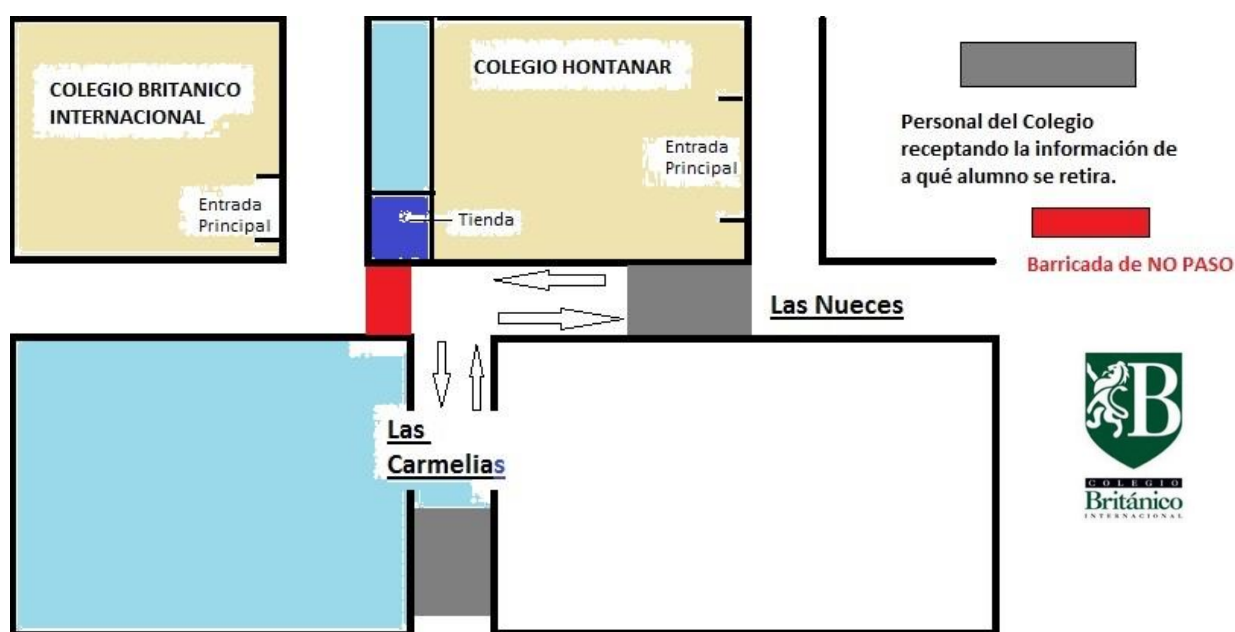 COLEGIO BRITANICO
INTERNACIONAL
Entrada
Principal
COLEGIO HONTANAR
Entrada
Principal
Tienda
Personal del Colegio
receptando la información de
a qué alumno se retira.
Barricada de NO PASO
Las Nueces
Las
Carmelias
B
COLEGIO
Británico
INTERNACIONAL